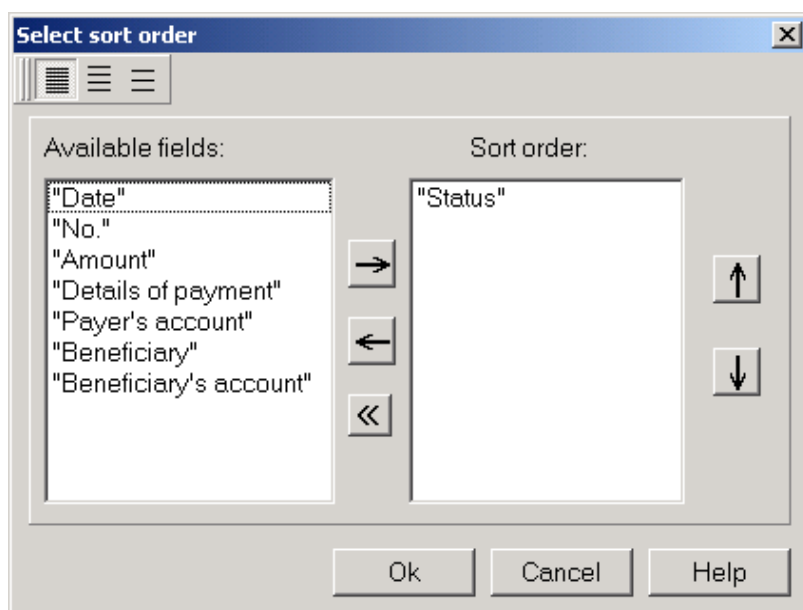 Select sort order
Available fields:
Sort order:
"Date"
"No."
"Amount"
"Details of payment"
"Payer's account"
"Beneficiary"
"Beneficiary's account"
"Status"
Ok
Cancel
Help